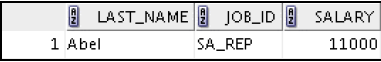 LAST_NAME JOB_ID SALARY
1 Abel SA_REP 11000